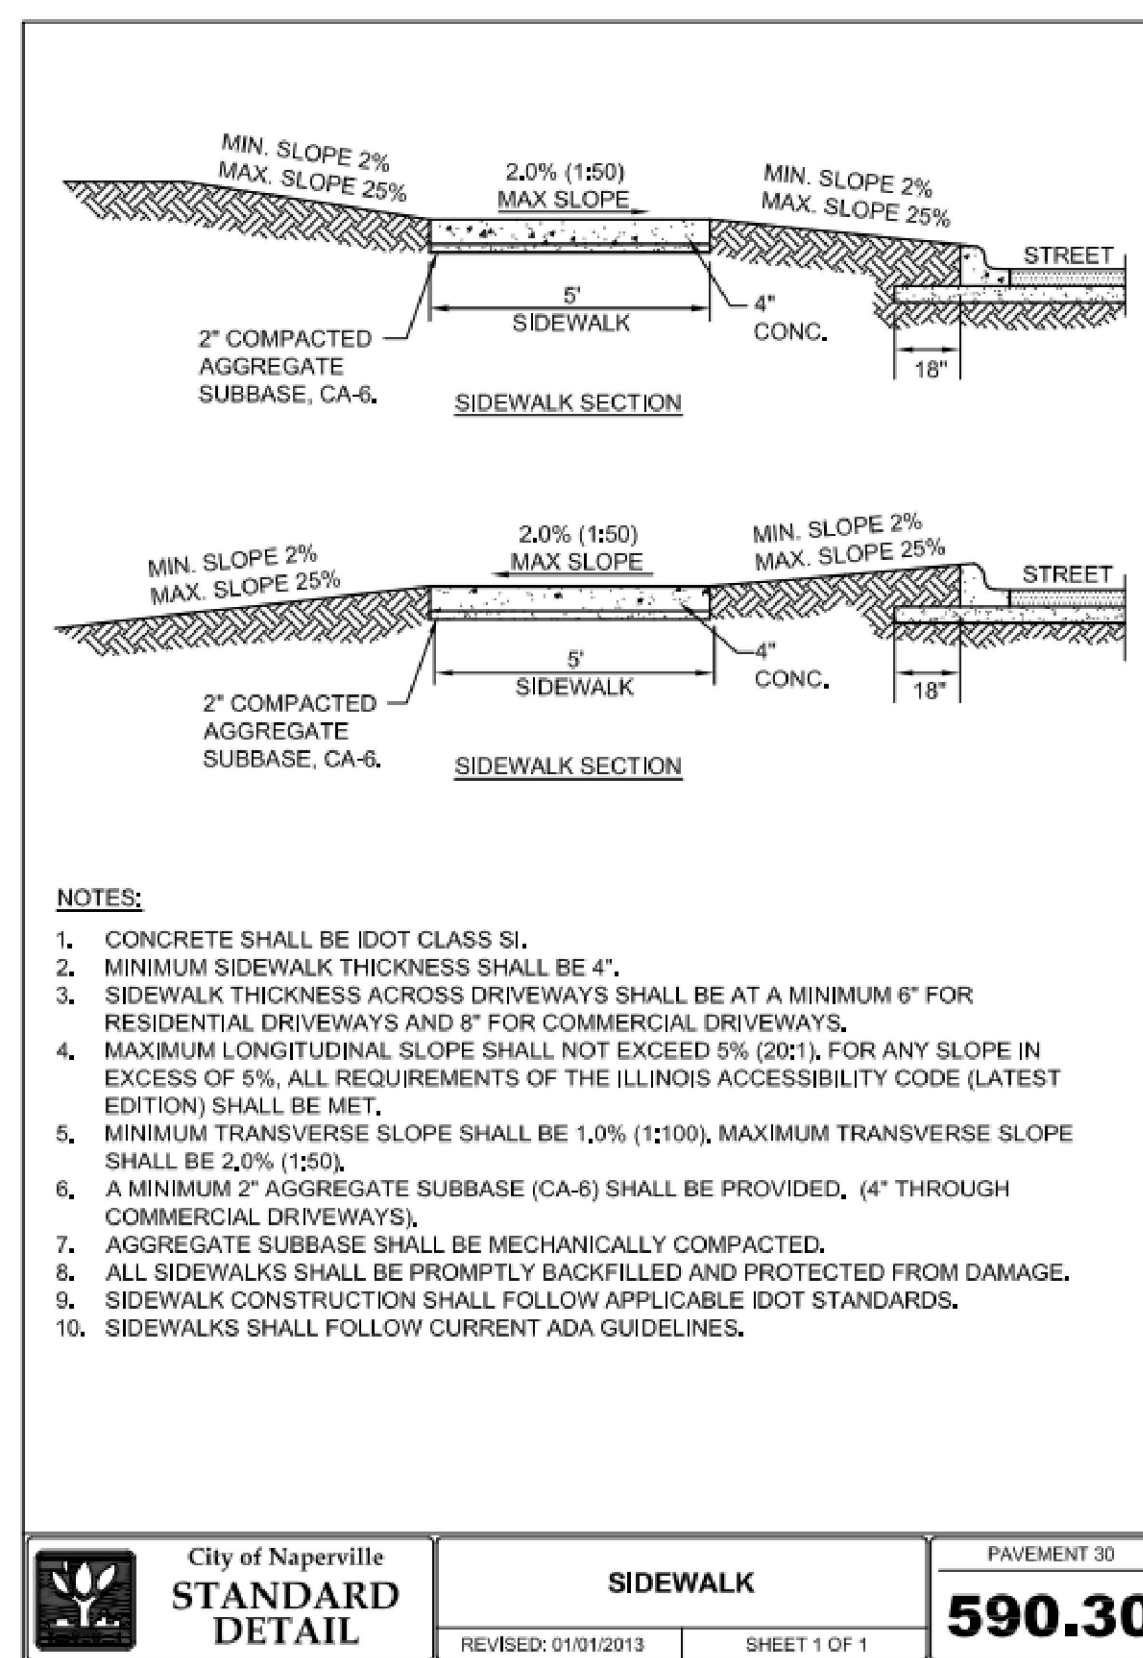 MIN. SLOPE 2%
MAX. SLOPE 25%
2.0% (1:50)
MAX SLOPE
MIN. SLOPE 2%
MAX. SLOPE 25%
STREET
5'
SIDEWALK
4"
CONC.
2" COMPACTED
AGGREGATE
SUBBASE, CA-6.
18"
SIDEWALK SECTION
MIN. SLOPE 2%
MAX. SLOPE 25%
2.0% (1:50)
MAX SLOPE
MIN. SLOPE 2%
MAX. SLOPE 25%
STREET
5'
SIDEWALK
4"
CONC.
2" COMPACTED
AGGREGATE
SUBBASE, CA-6.
18"
SIDEWALK SECTION
NOTES:
1. CONCRETE SHALL BE IDOT CLASS SI.
2. MINIMUM SIDEWALK THICKNESS SHALL BE 4".
3. SIDEWALK THICKNESS ACROSS DRIVEWAYS SHALL BE AT A MINIMUM 6" FOR
RESIDENTIAL DRIVEWAYS AND 8" FOR COMMERCIAL DRIVEWAYS.
4. MAXIMUM LONGITUDINAL SLOPE SHALL NOT EXCEED 5% (20:1). FOR ANY SLOPE IN
EXCESS OF 5%, ALL REQUIREMENTS OF THE ILLINOIS ACCESSIBILITY CODE (LATEST
EDITION) SHALL BE MET.
5. MINIMUM TRANSVERSE SLOPE SHALL BE 1.0% (1:100). MAXIMUM TRANSVERSE SLOPE
SHALL BE 2.0% (1:50).
6. A MINIMUM 2" AGGREGATE SUBBASE (CA-6) SHALL BE PROVIDED. (4" THROUGH
COMMERCIAL DRIVEWAYS).
7. AGGREGATE SUBBASE SHALL BE MECHANICALLY COMPACTED.
8. ALL SIDEWALKS SHALL BE PROMPTLY BACKFILLED AND PROTECTED FROM DAMAGE.
9. SIDEWALK CONSTRUCTION SHALL FOLLOW APPLICABLE IDOT STANDARDS.
10. SIDEWALKS SHALL FOLLOW CURRENT ADA GUIDELINES.
City of Naperville
STANDARD
DETAIL
SIDEWALK
REVISED: 01/01/2013
SHEET 1 OF 1
PAVEMENT 30
590.30